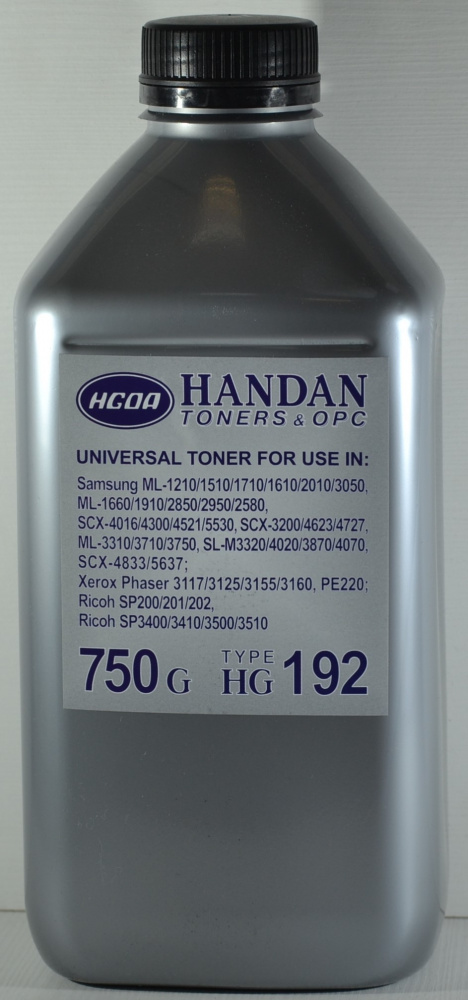 HGOA HANDAN
TONERS & OPC
UNIVERSAL TONER FOR USE IN:
Samsung ML-1210/1510/1710/1610/2010/3050,
ML-1660/1910/2850/2950/2580,
SCX-4016/4300/4521/5530, SCX-3200/4623/4727,
ML-3310/3710/3750, SL-M3320/4020/3870/4070,
SCX-4833/5637;
Xerox Phaser 3117/3125/3155/3160, PE220;
Ricoh SP200/201/202,
Ricoh SP3400/3410/3500/3510
750 G TYPE HG 192